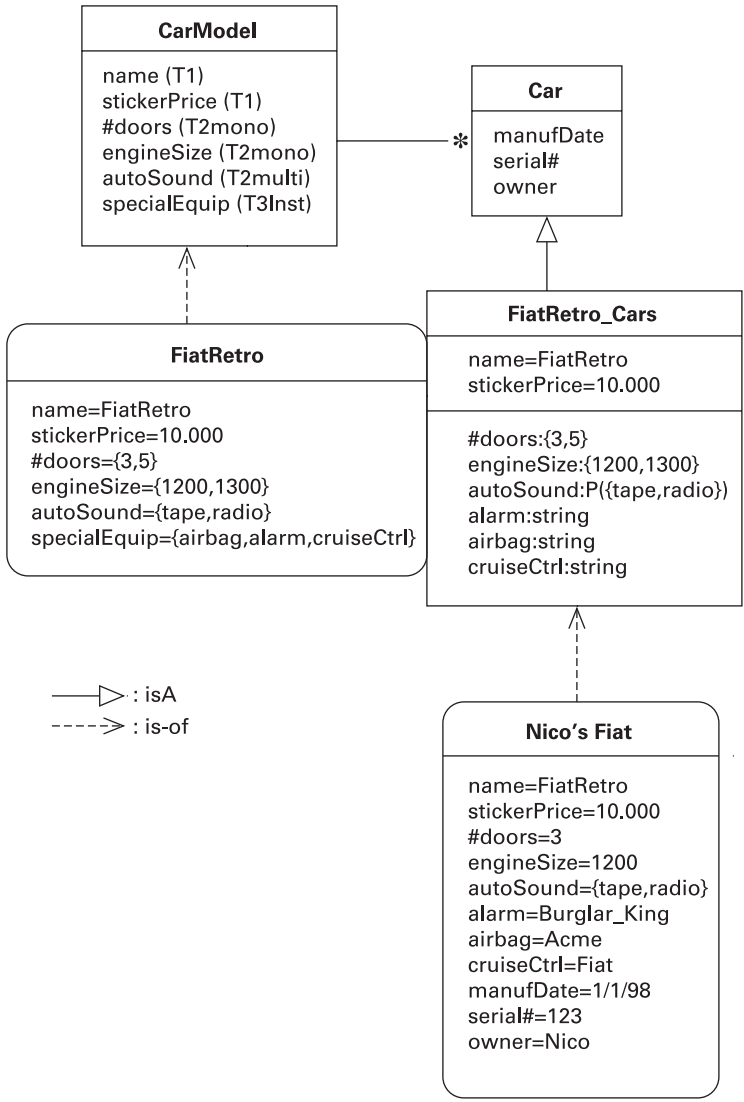 CarModel
name (T1)
stickerPrice (T1)
#doors (T2mono)
engineSize (T2mono)
autoSound (T2multi)
specialEquip (T3Inst)
*
Car
manufDate
serial#
owner
FiatRetro
name=FiatRetro
stickerPrice=10.000
#doors={3,5}
engineSize={1200,1300}
autoSound={tape,radio}
specialEquip={airbag,alarm,cruiseCtrl}
FiatRetro_Cars
name=FiatRetro
stickerPrice=10.000
#doors:{3,5}
engineSize:{1200,1300}
autoSound:P({tape,radio})
alarm:string
airbag:string
cruiseCtrl:string
: isA
: is-of
Nico’s Fiat
name=FiatRetro
stickerPrice=10.000
#doors=3
engineSize=1200
autoSound={tape,radio}
alarm=Burglar_King
airbag=Acme
cruiseCtrl=Fiat
manufDate=1/1/98
serial#=123
owner=Nico